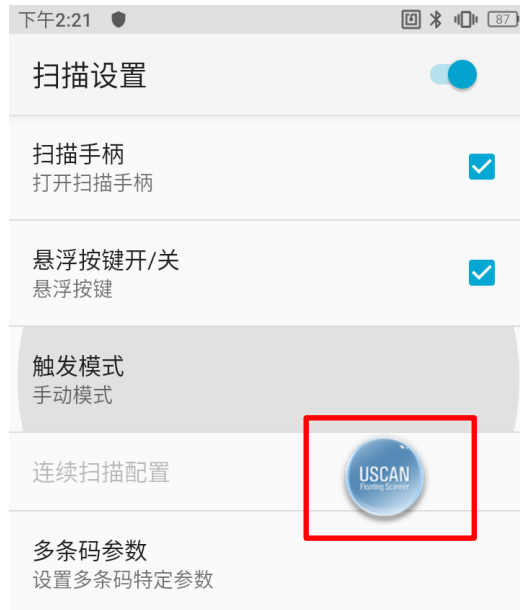 下午2:21 87
扫描设置
扫描手柄
打开扫描手柄
悬浮按键开/关
悬浮按键
触发模式
手动模式
连续扫描配置
USCAN
Floating Scanner
多条码参数
设置多条码特定参数